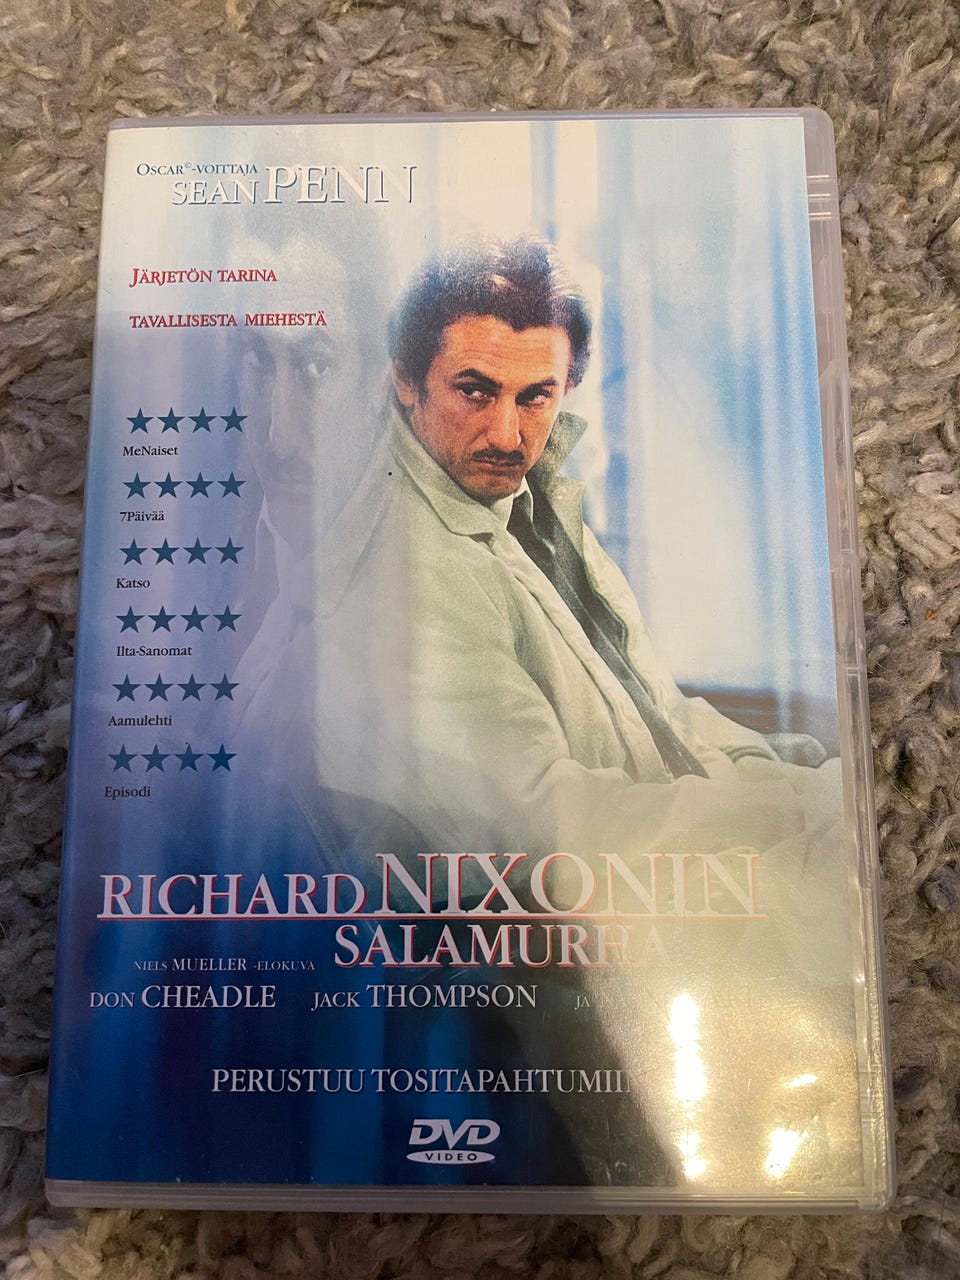 OSCAR©-VOITTAJA
SEAN PENN
JÄRJETÖN TARINA
TAVALLISESTA MIEHESTÄ
MeNaiset
7Päivää
Katso
Ilta-Sanomat
Aamulehti
Episodi
RICHARD NIXONIN
SALAMURHA
NIELS MUELLER -ELOKUVA
DON CHEADLE JACK THOMPSON JA
PERUSTUU
DVD
VIDEO